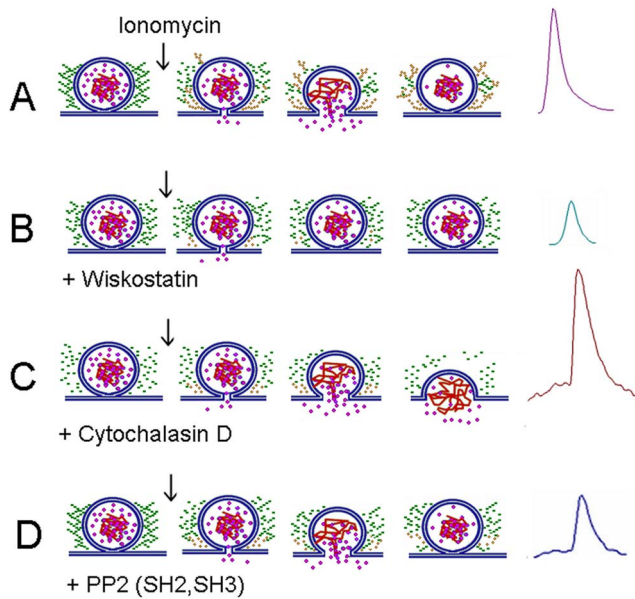 Ionomycin
A
B
+ Wiskostatin
C
+ Cytochalasin D
D
+ PP2 (SH2,SH3)